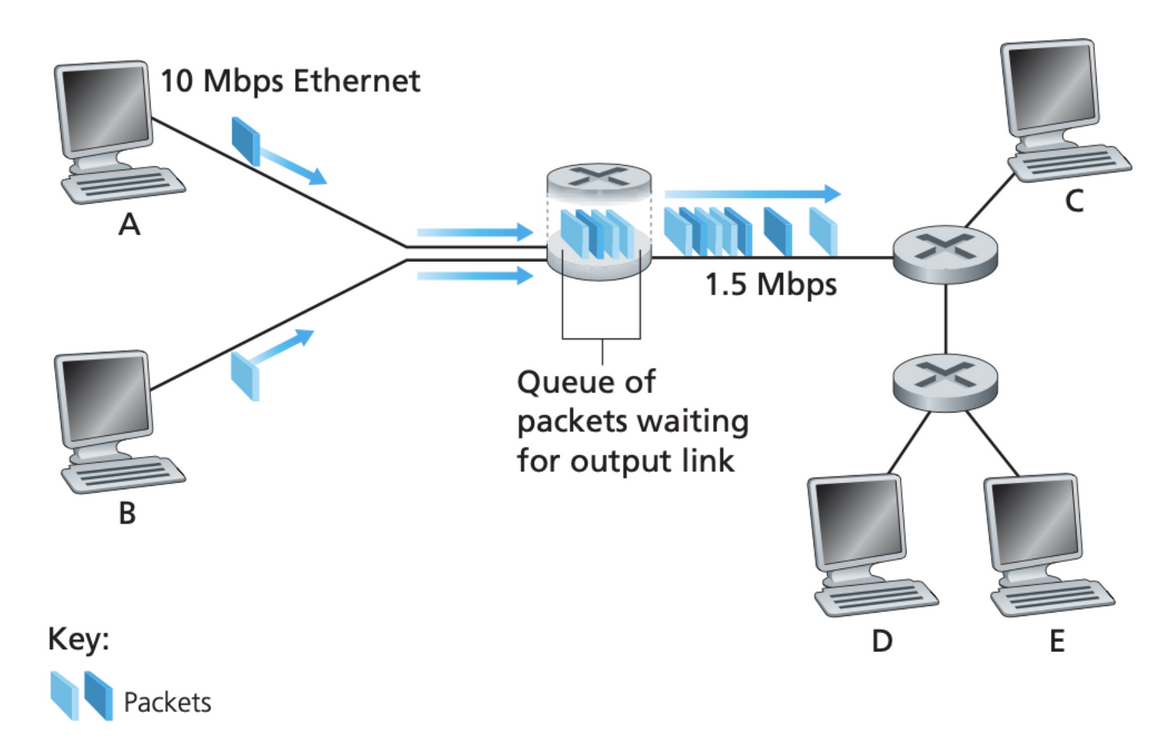 10 Mbps Ethernet
A
C
1.5 Mbps
Queue of
packets waiting
for output link
B
D
E
Key:
Packets